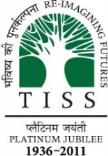 भविष्य की पुनर्कल्पना
RE-IMAGINING FUTURES
TISS
प्लैटिनम जयंती
PLATINUM JUBILEE
1936-2011